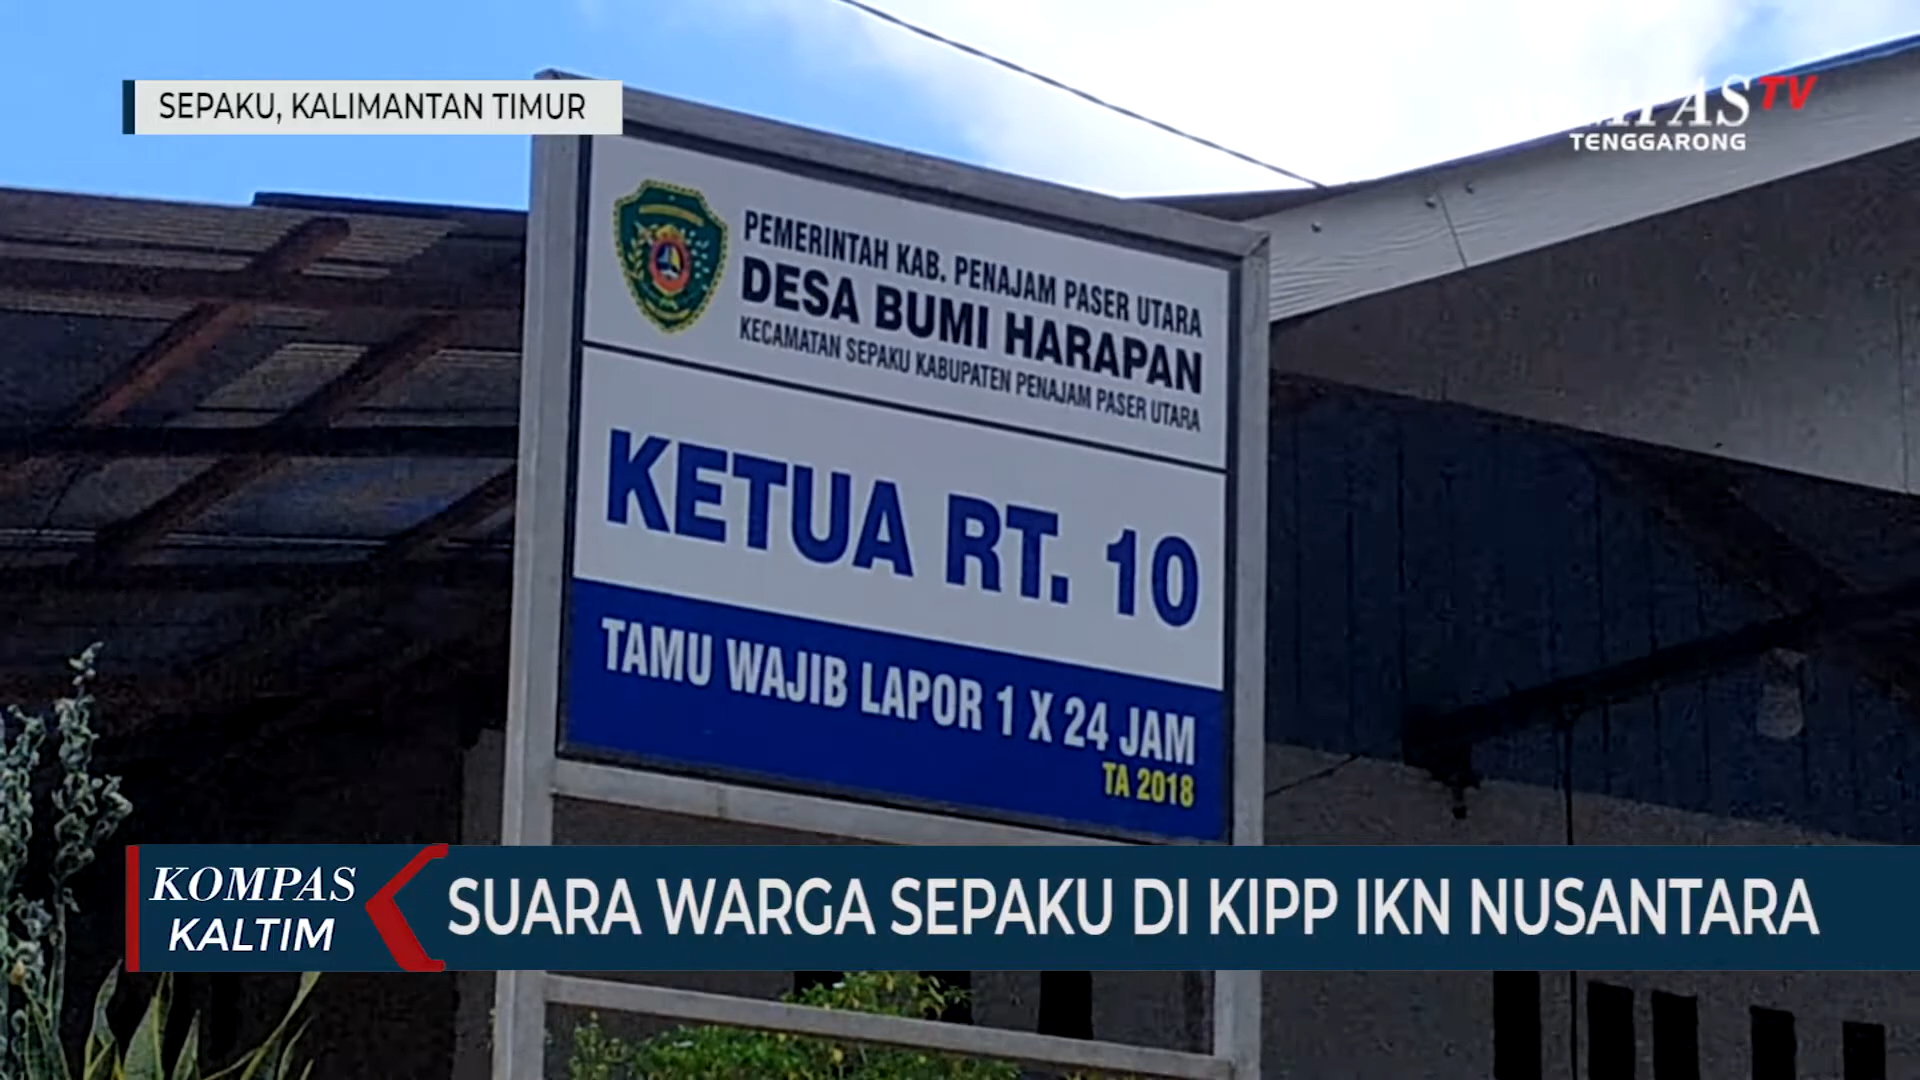 SEPAKU, KALIMANTAN TIMUR
KOMPAS TV
TENGGARONG
PEMERINTAH KAB. PENAJAM PASER UTARA
DESA BUMI HARAPAN
KECAMATAN SEPAKU KABUPATEN PENAJAM PASER UTARA
KETUA RT. 10
TAMU WAJIB LAPOR 1 X 24 JAM
TA 2018
KOMPAS
KALTIM
SUARA WARGA SEPAKU DI KIPP IKN NUSANTARA